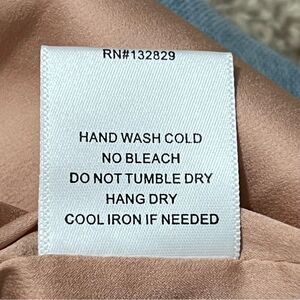 RN#132829
HAND WASH COLD
NO BLEACH
DO NOT TUMBLE DRY
HANG DRY
COOL IRON IF NEEDED